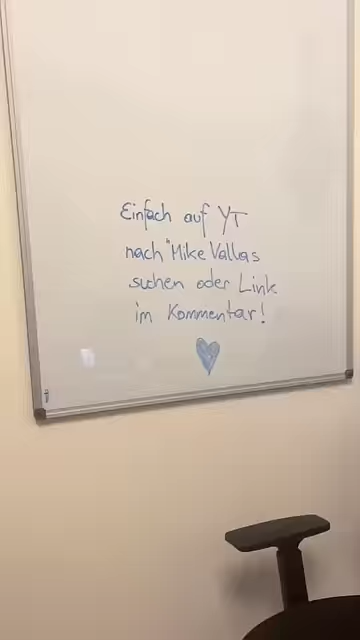 Einfach auf YT
nach "Mike Vallas
suchen oder Link
im Kommentar!